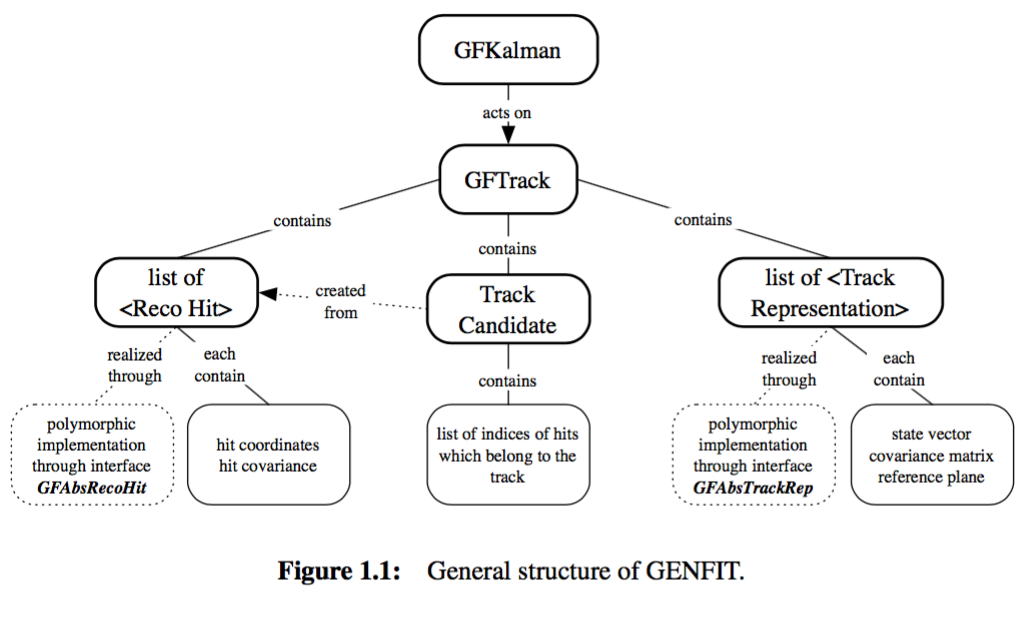 GFKalman
acts on
GFTrack
contains
contains
contains
list of
<Reco Hit>
created
from
Track
Candidate
list of <Track
Representation>
realized
through
each
contain
contains
realized
through
each
contain
polymorphic
implementation
through interface
GFAbsRecoHit
hit coordinates
hit covariance
list of indices of hits
which belong to the
track
polymorphic
implementation
through interface
GFAbsTrackRep
state vector
covariance matrix
reference plane
Figure 1.1: General structure of GENFIT.